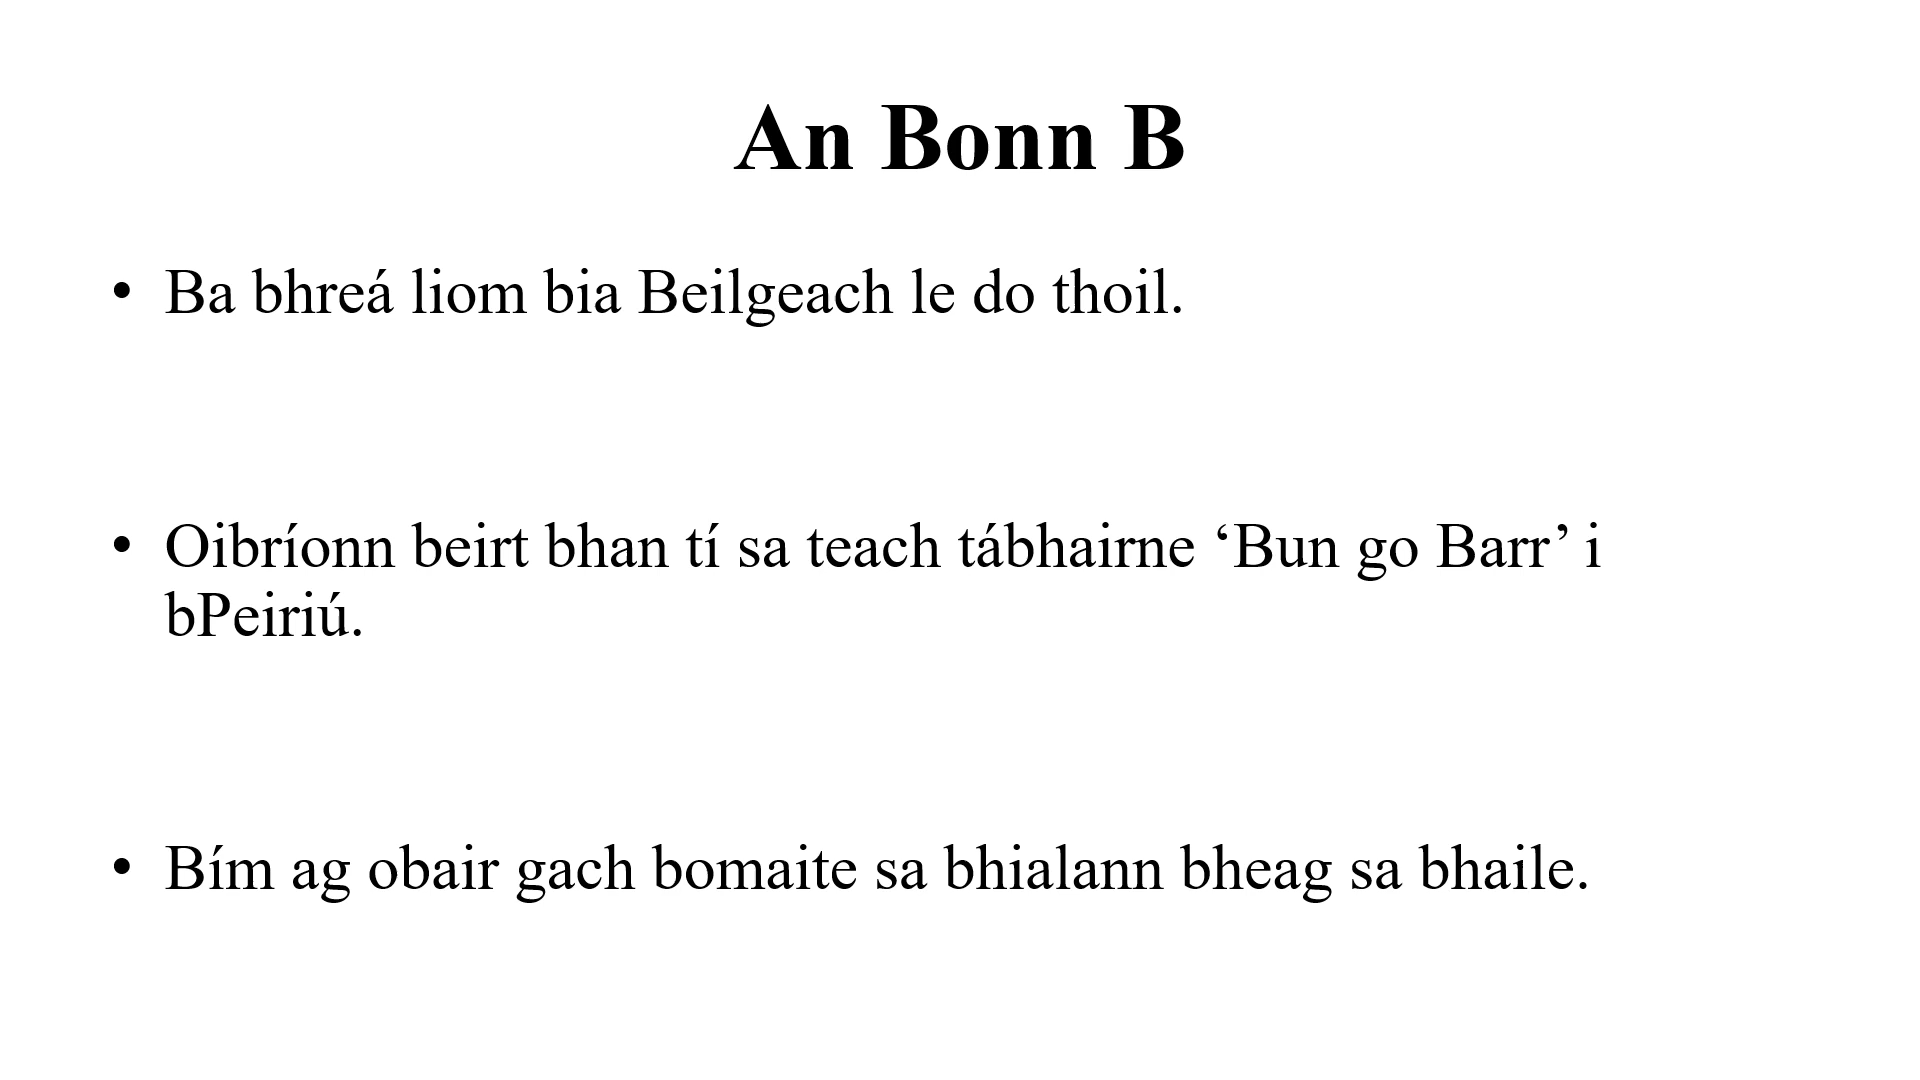 An Bonn B
• Ba bhreá liom bia Beilgeach le do thoil.
• Oibríonn beirt bhan tí sa teach tábhairne ‘Bun go Barr’ i
bPeiriú.
• Bím ag obair gach bomaite sa bhialann bheag sa bhaile.